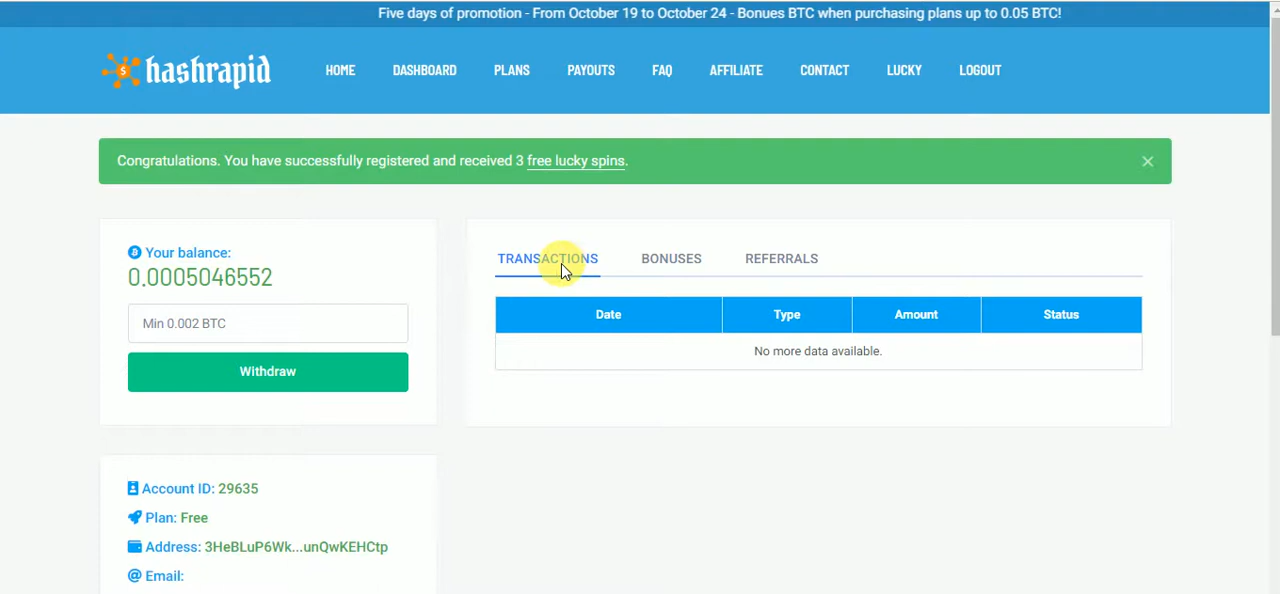 Five days of promotion - From October 19 to October 24 - Bonues BTC when purchasing plans up to 0.05 BTC!
hashrapid
HOME DASHBOARD PLANS PAYOUTS FAQ AFFILIATE CONTACT LUCKY LOGOUT
Congratulations. You have successfully registered and received 3 free lucky spins.
Your balance:
0.0005046552
Min 0.002 BTC
Withdraw
TRANSACTIONS BONUSES REFERRALS
Date Type Amount Status
No more data available.
Account ID: 29635
Plan: Free
Address: 3HeBLuP6Wk...unQwKEHCtp
Email: